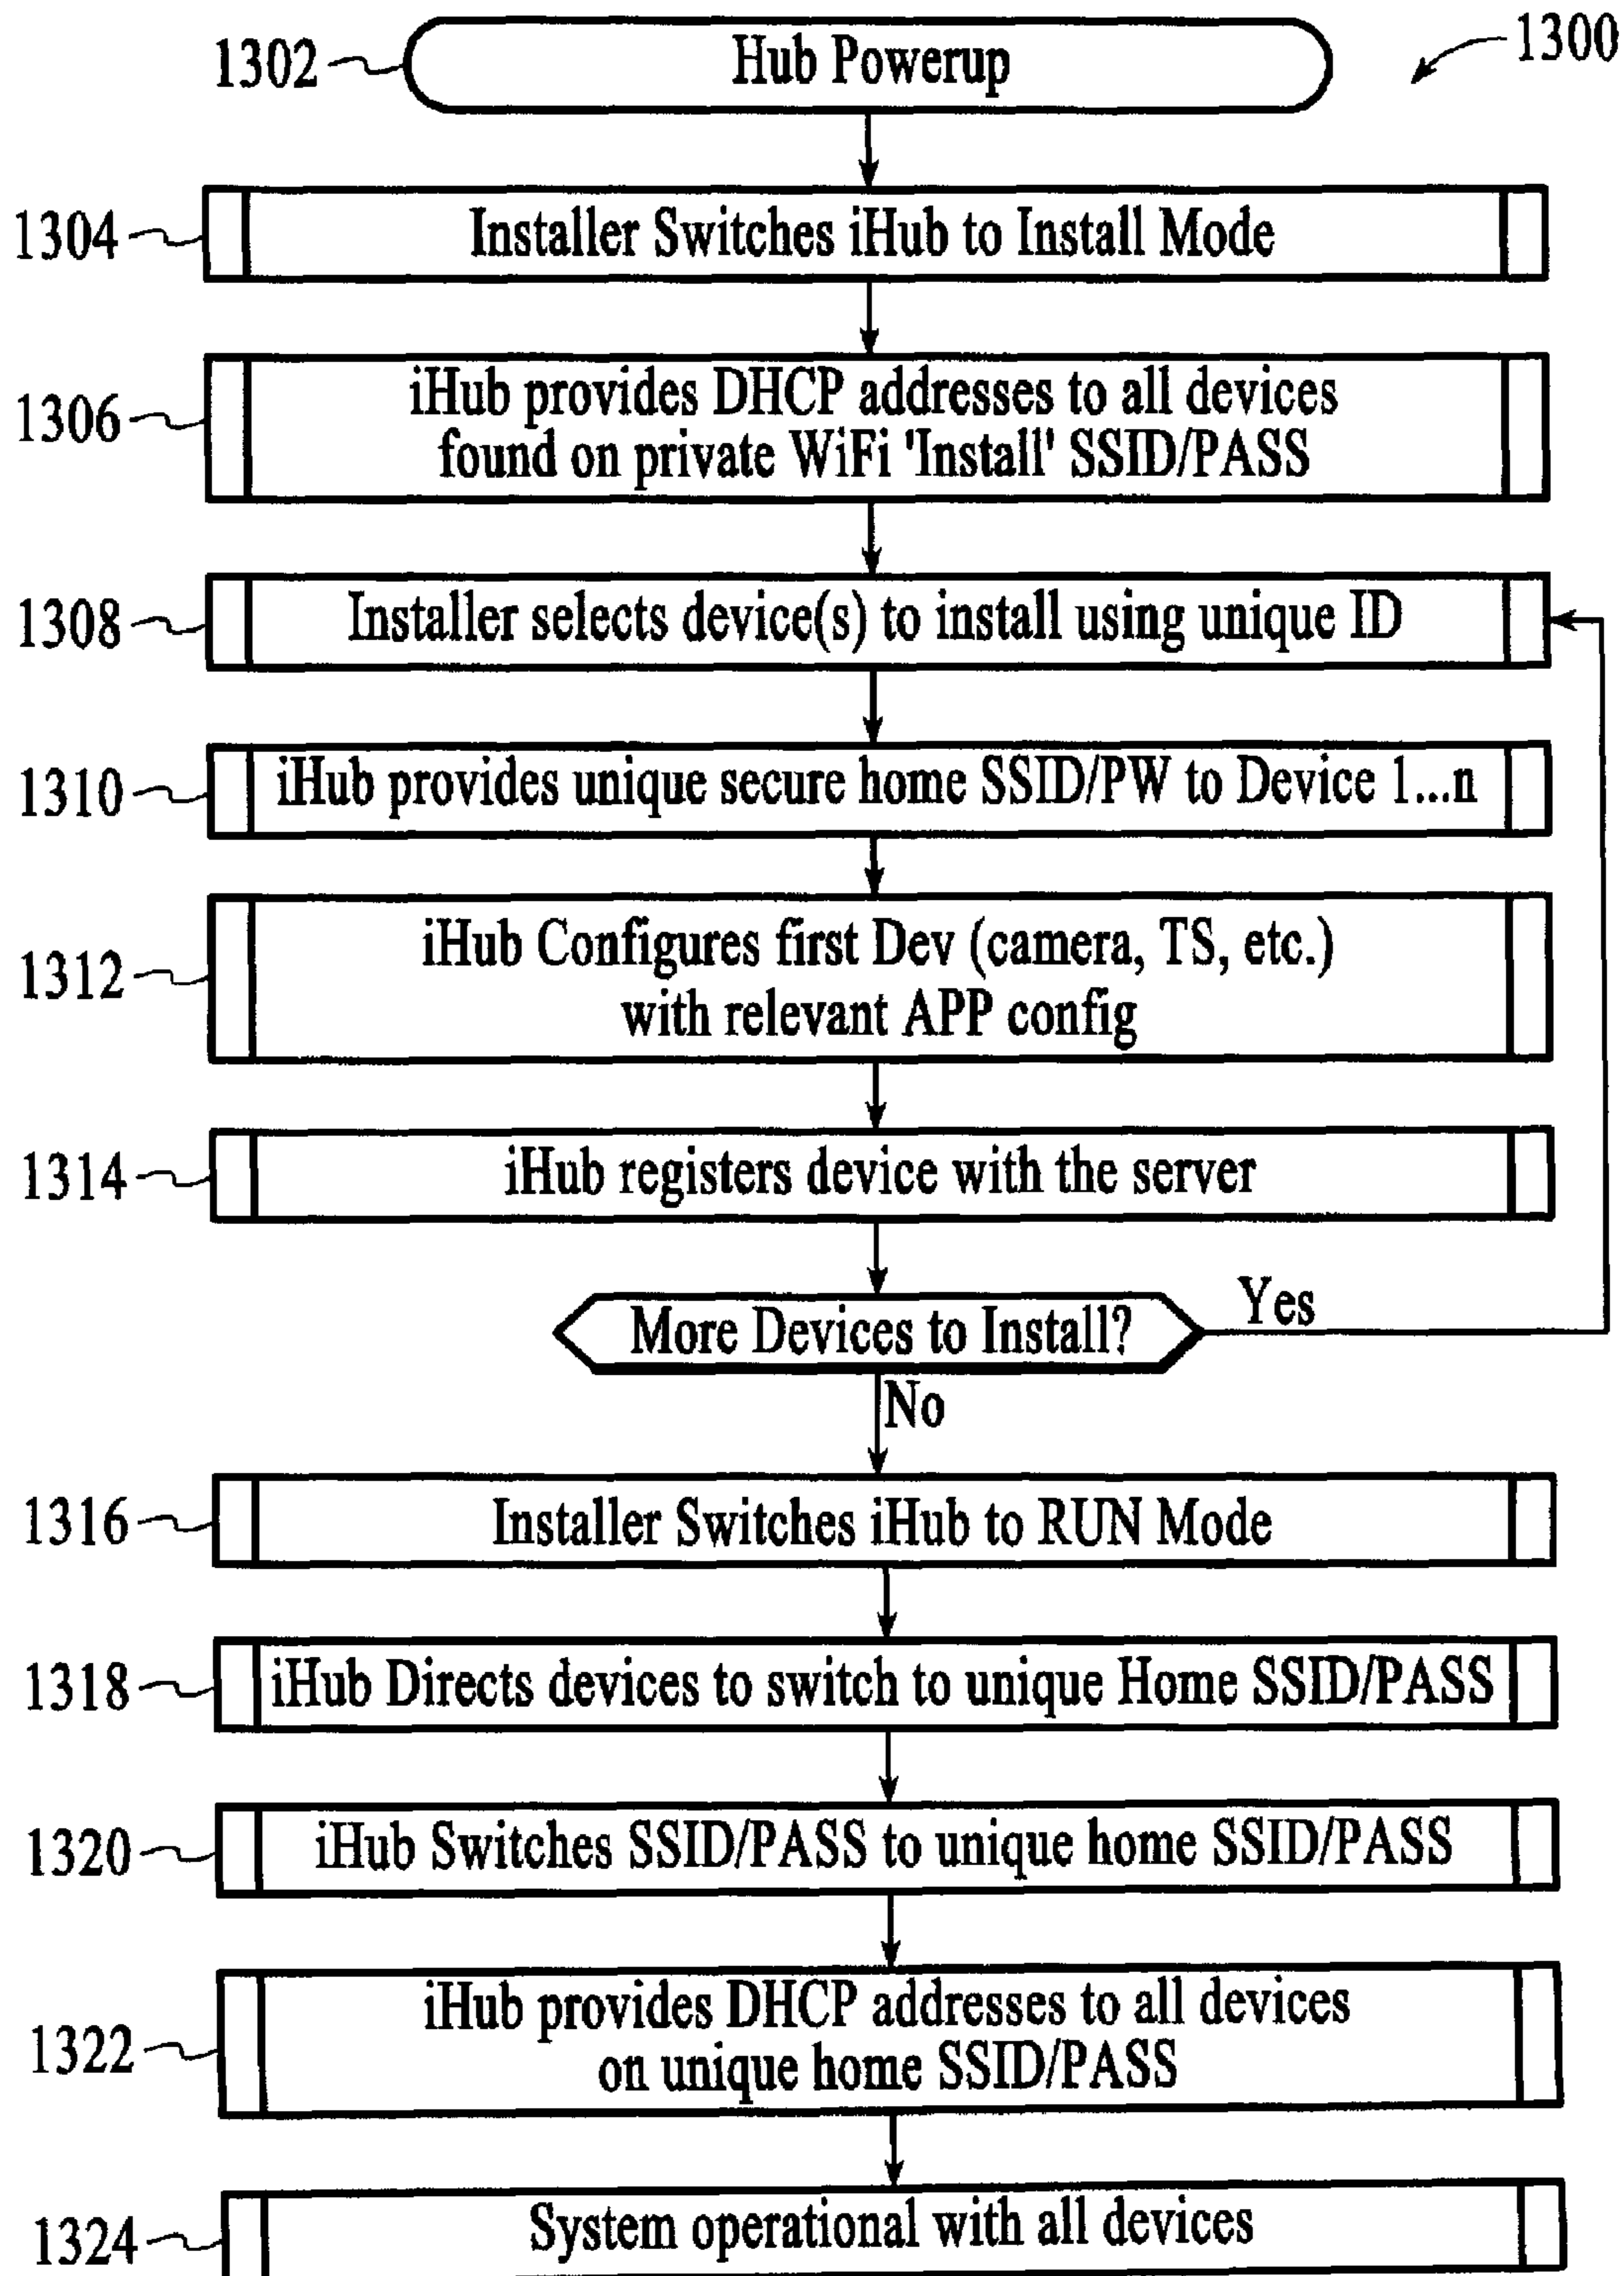 1300
1302
Hub Powerup
1304
Installer Switches iHub to Install Mode
1306
iHub provides DHCP addresses to all devices
found on private WiFi 'Install' SSID/PASS
1308
Installer selects device(s) to install using unique ID
1310
iHub provides unique secure home SSID/PW to Device 1...n
1312
iHub Configures first Dev (camera, TS, etc.)
with relevant APP config
1314
iHub registers device with the server
More Devices to Install?
Yes
No
1316
Installer Switches iHub to RUN Mode
1318
iHub Directs devices to switch to unique Home SSID/PASS
1320
iHub Switches SSID/PASS to unique home SSID/PASS
1322
iHub provides DHCP addresses to all devices
on unique home SSID/PASS
1324
System operational with all devices